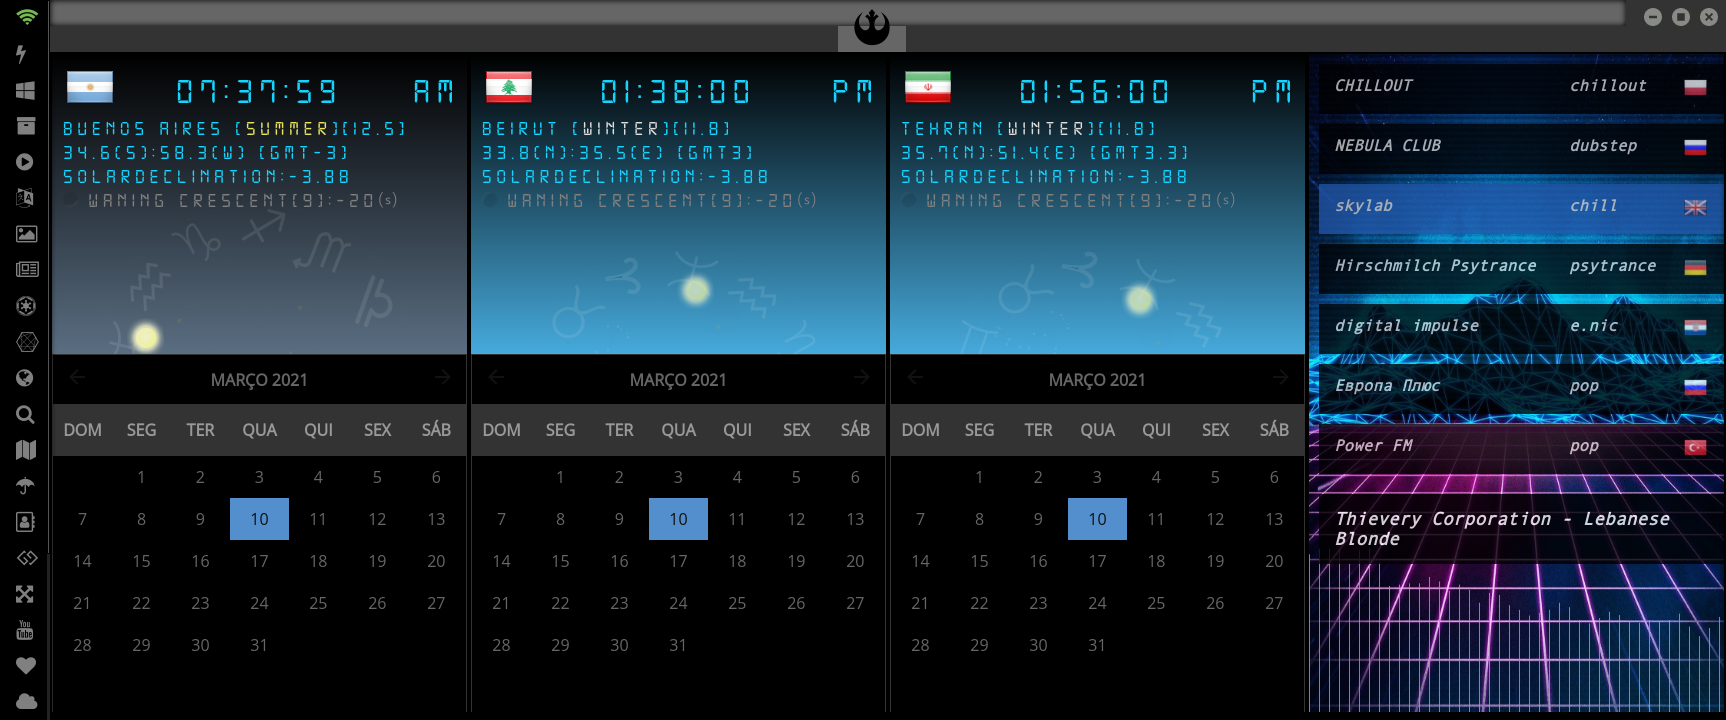 07:37:59 AM
BUENOS AIRES (SUMMER)(12.5)
34.6(S):58.3(W) (GMT-3)
SOLARDECLINATION:-3.88
WANING CRESCENT(9):-20(s)
MARÇO 2021
DOM SEG TER QUA QUI SEX SÁB
1 2 3 4 5 6
7 8 9 10 11 12 13
14 15 16 17 18 19 20
21 22 23 24 25 26 27
28 29 30 31
01:38:00 PM
BEIRUT (WINTER)(11.8)
33.8(N):35.5(E) (GMT3)
SOLARDECLINATION:-3.88
WANING CRESCENT(9):-20(s)
MARÇO 2021
DOM SEG TER QUA QUI SEX SÁB
1 2 3 4 5 6
7 8 9 10 11 12 13
14 15 16 17 18 19 20
21 22 23 24 25 26 27
28 29 30 31
01:56:00 PM
TEHRAN (WINTER)(11.8)
35.7(N):51.4(E) (GMT3.3)
SOLARDECLINATION:-3.88
WANING CRESCENT(9):-20(s)
MARÇO 2021
DOM SEG TER QUA QUI SEX SÁB
1 2 3 4 5 6
7 8 9 10 11 12 13
14 15 16 17 18 19 20
21 22 23 24 25 26 27
28 29 30 31
CHILLOUT chillout
NEBULA CLUB dubstep
skylab chill
Hirschmilch Psytrance psytrance
digital impulse e.nic
Европа Плюс pop
Power FM pop
Thievery Corporation - Lebanese
Blonde
You
Tube